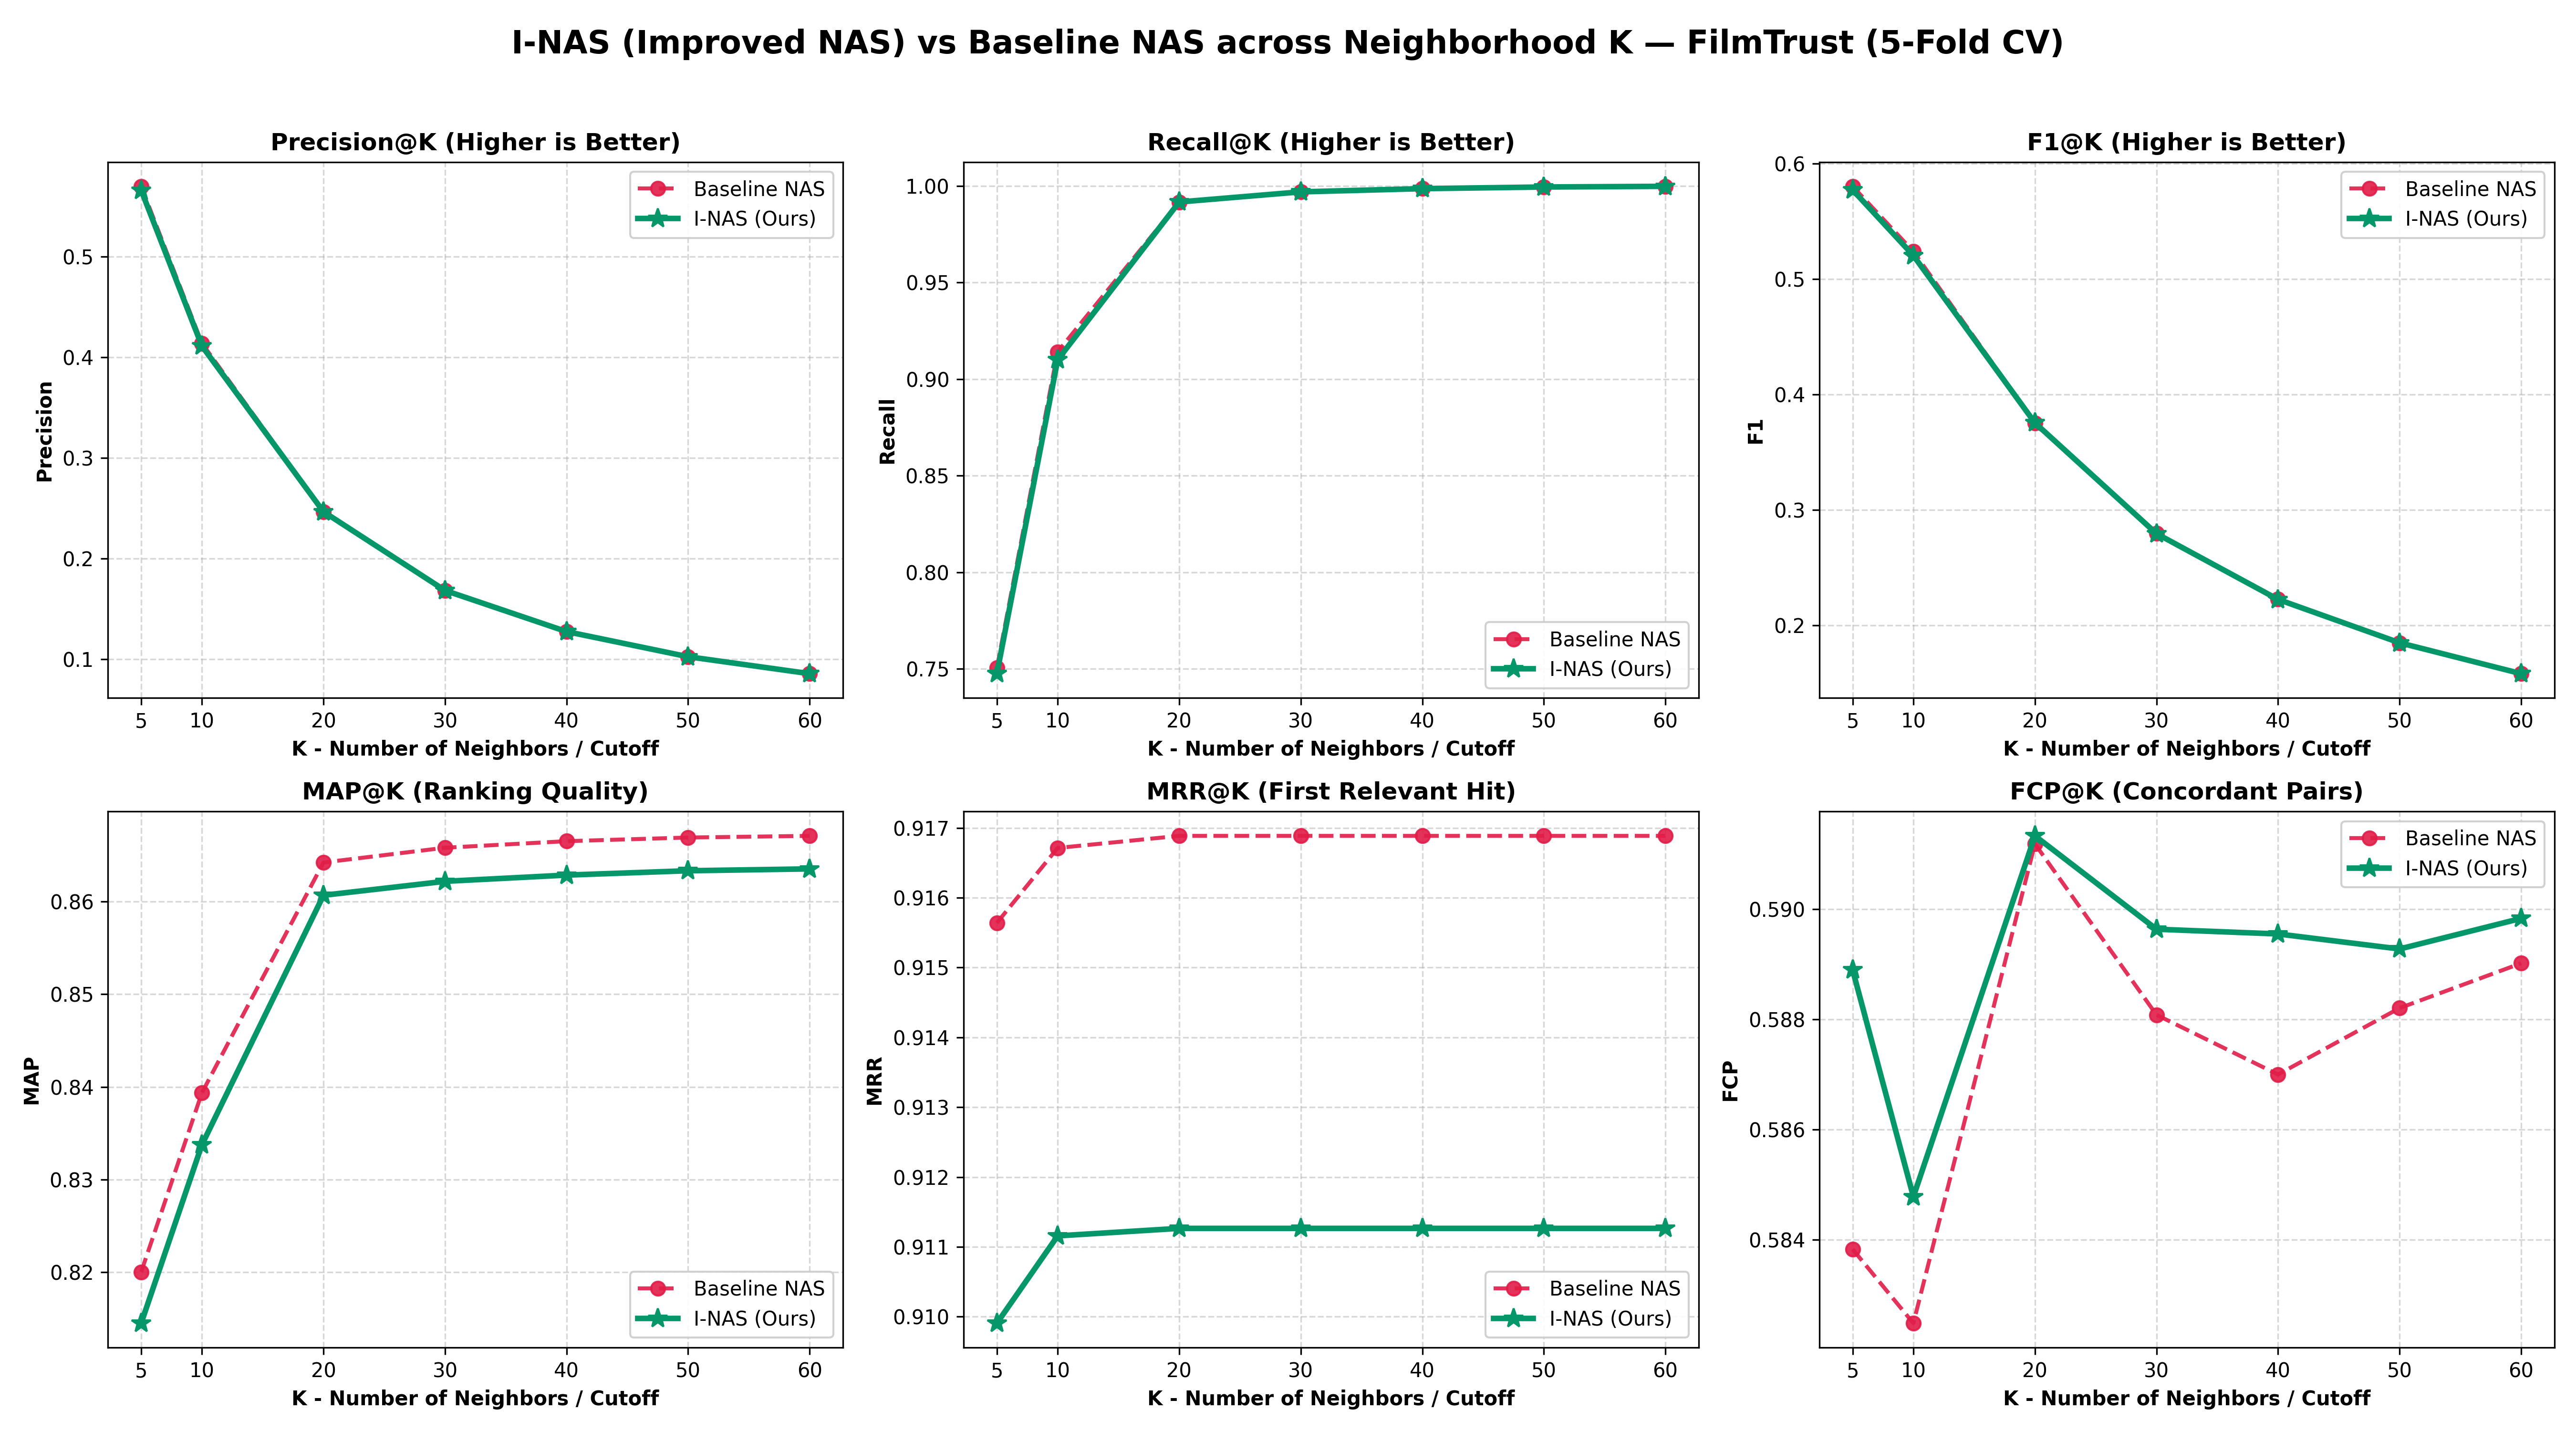 I-NAS (Improved NAS) vs Baseline NAS across Neighborhood K — FilmTrust (5-Fold CV)
Precision@K (Higher is Better)
Precision
0.5
0.4
0.3
0.2
0.1
Baseline NAS
I-NAS (Ours)
5 10 20 30 40 50 60
K - Number of Neighbors / Cutoff
Recall@K (Higher is Better)
Recall
1.00
0.95
0.90
0.85
0.80
0.75
Baseline NAS
I-NAS (Ours)
5 10 20 30 40 50 60
K - Number of Neighbors / Cutoff
F1@K (Higher is Better)
F1
0.6
0.5
0.4
0.3
0.2
Baseline NAS
I-NAS (Ours)
5 10 20 30 40 50 60
K - Number of Neighbors / Cutoff
MAP@K (Ranking Quality)
MAP
0.86
0.85
0.84
0.83
0.82
Baseline NAS
I-NAS (Ours)
5 10 20 30 40 50 60
K - Number of Neighbors / Cutoff
MRR@K (First Relevant Hit)
MRR
0.917
0.916
0.915
0.914
0.913
0.912
0.911
0.910
Baseline NAS
I-NAS (Ours)
5 10 20 30 40 50 60
K - Number of Neighbors / Cutoff
FCP@K (Concordant Pairs)
FCP
0.590
0.588
0.586
0.584
Baseline NAS
I-NAS (Ours)
5 10 20 30 40 50 60
K - Number of Neighbors / Cutoff